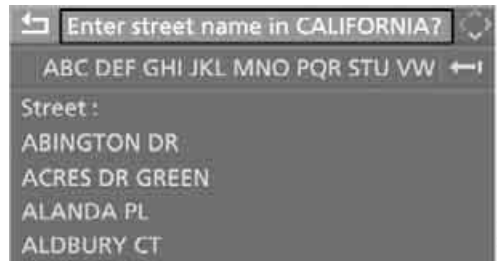 Enter street name in CALIFORNIA?
ABC DEF GHI JKL MNO PQR STU VW
Street :
ABINGTON DR
ACRES DR GREEN
ALANDA PL
ALDBURY CT